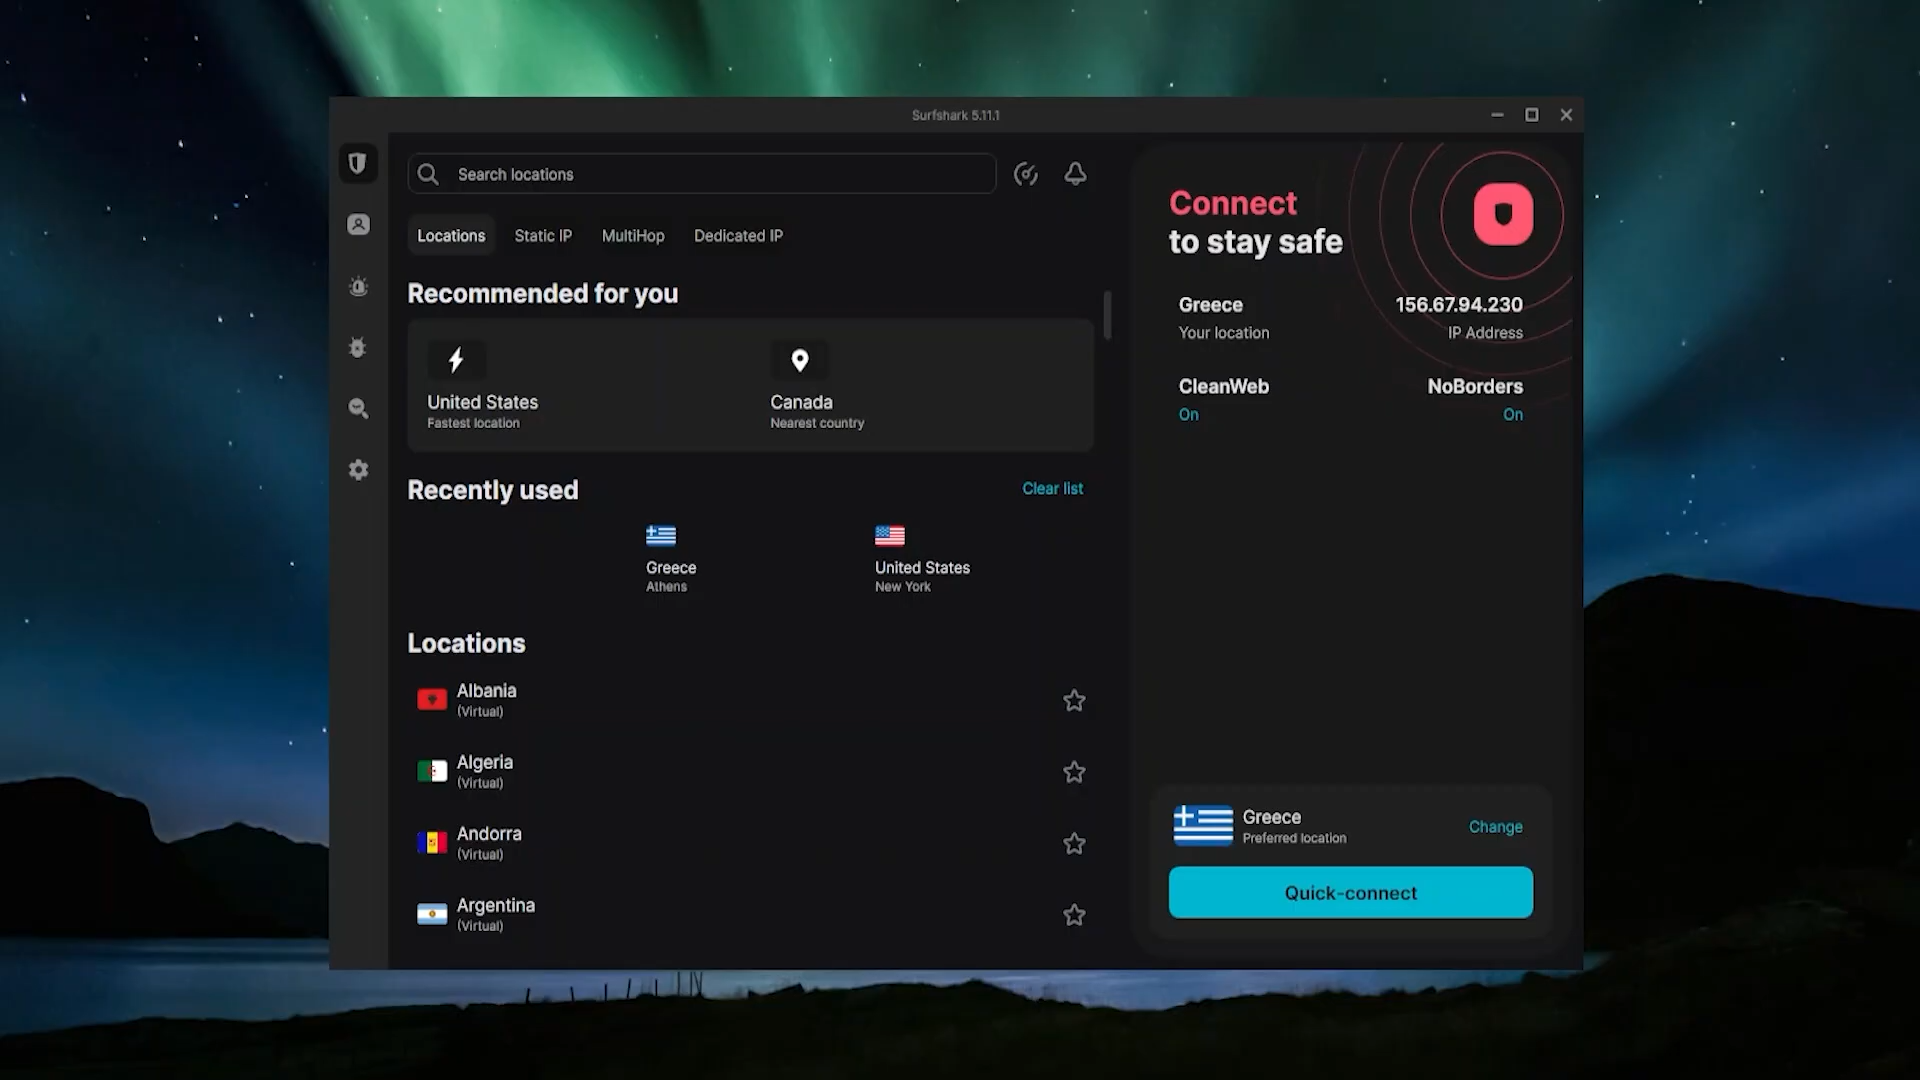 Surfshark 5.11.1
Search locations
Locations
Static IP
MultiHop
Dedicated IP
Recommended for you
United States
Fastest location
Canada
Nearest country
Recently used
Clear list
Greece
Athens
United States
New York
Locations
Albania
(Virtual)
Algeria
(Virtual)
Andorra
(Virtual)
Argentina
(Virtual)
Connect
to stay safe
Greece
Your location
156.67.94.230
IP Address
CleanWeb
On
NoBorders
On
Greece
Preferred location
Change
Quick-connect